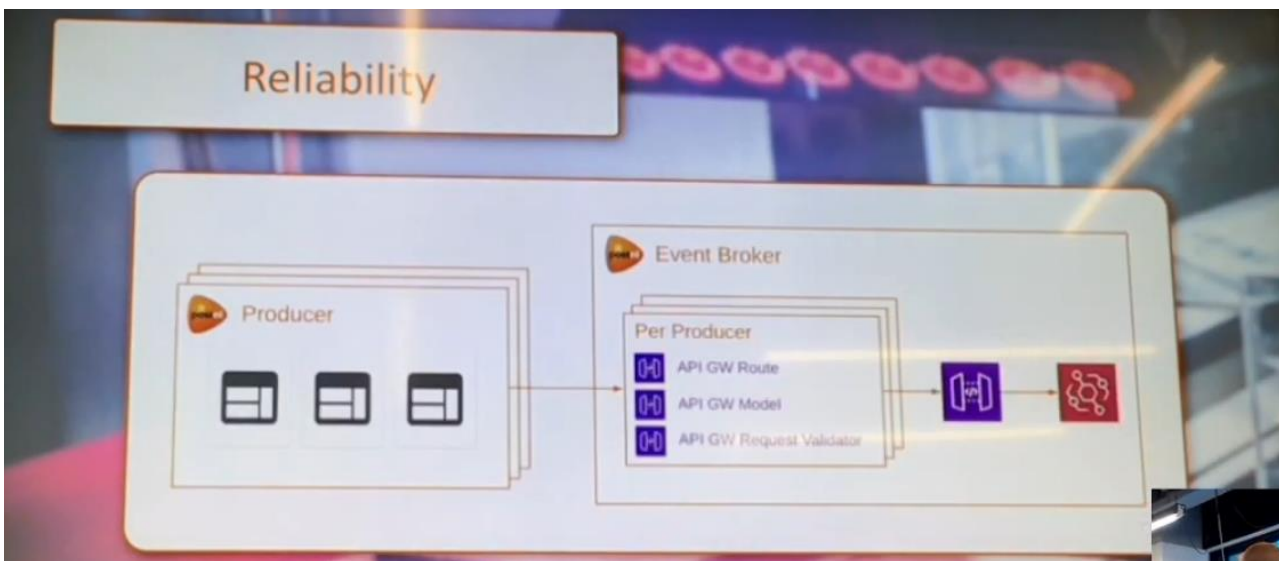 Reliability
Producer
Event Broker
Per Producer
API GW Route
API GW Model
API GW Request Validator